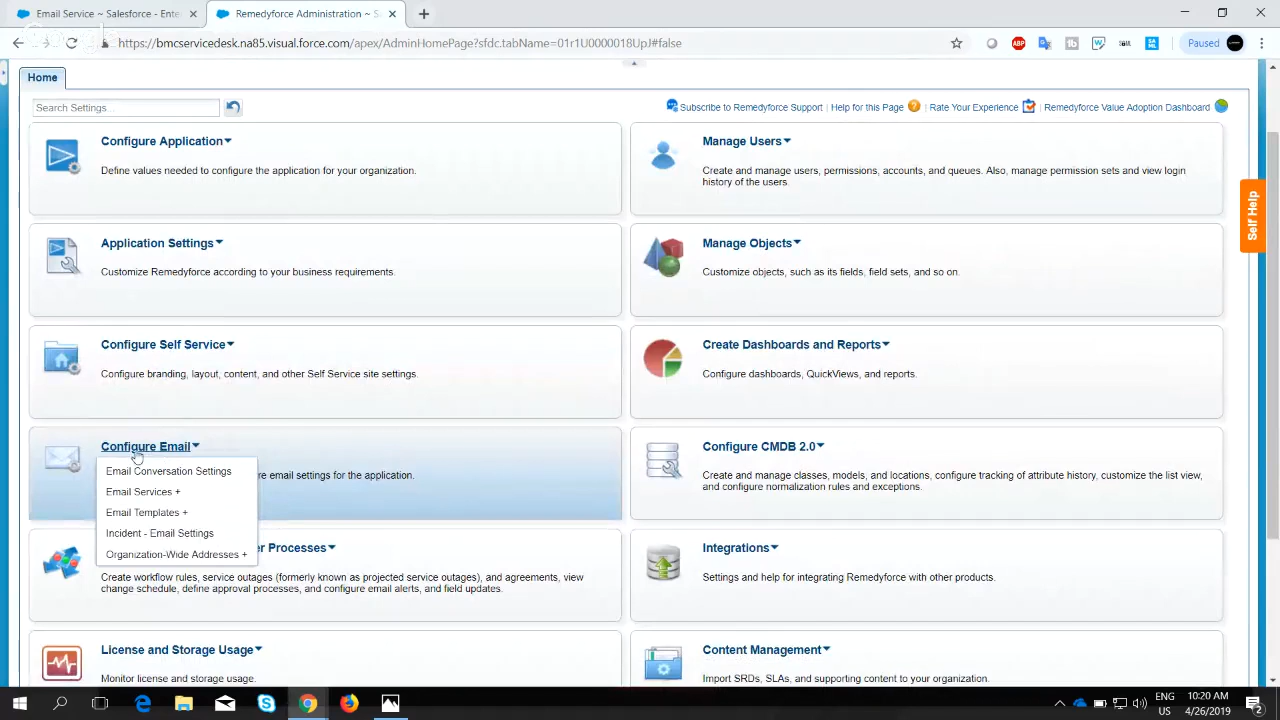 Email Service ~ Salesforce - Ente
Remedyforce Administration ~ S
https://bmcservicedesk.na85.visual.force.com/apex/AdminHomePage?sfdc.tabName=01r1U0000018UpJ#false
ABP
Paused
Home
Search Settings...
Subscribe to Remedyforce Support | Help for this Page
Rate Your Experience
Remedyforce Value Adoption Dashboard
Configure Application
Define values needed to configure the application for your organization.
Manage Users
Create and manage users, permissions, accounts, and queues. Also, manage permission sets and view login
history of the users.
Self Help
Application Settings
Customize Remedyforce according to your business requirements.
Manage Objects
Customize objects, such as its fields, field sets, and so on.
Configure Self Service
Configure branding, layout, content, and other Self Service site settings.
Create Dashboards and Reports
Configure dashboards, QuickViews, and reports.
Configure Email
re email settings for the application.
Email Conversation Settings
Email Services +
Email Templates +
Incident - Email Settings
Organization-Wide Addresses +
Configure CMDB 2.0
Create and manage classes, models, and locations, configure tracking of attribute history, customize the list view,
and configure normalization rules and exceptions.
er Processes
Create workflow rules, service outages (formerly known as projected service outages), and agreements, view
change schedule, define approval processes, and configure email alerts, and field updates.
Integrations
Settings and help for integrating Remedyforce with other products.
License and Storage Usage
Monitor license and storage usage.
Content Management
Import SRDs, SLAs, and supporting content to your organization.
ENG
US
10:20 AM
4/26/2019
2